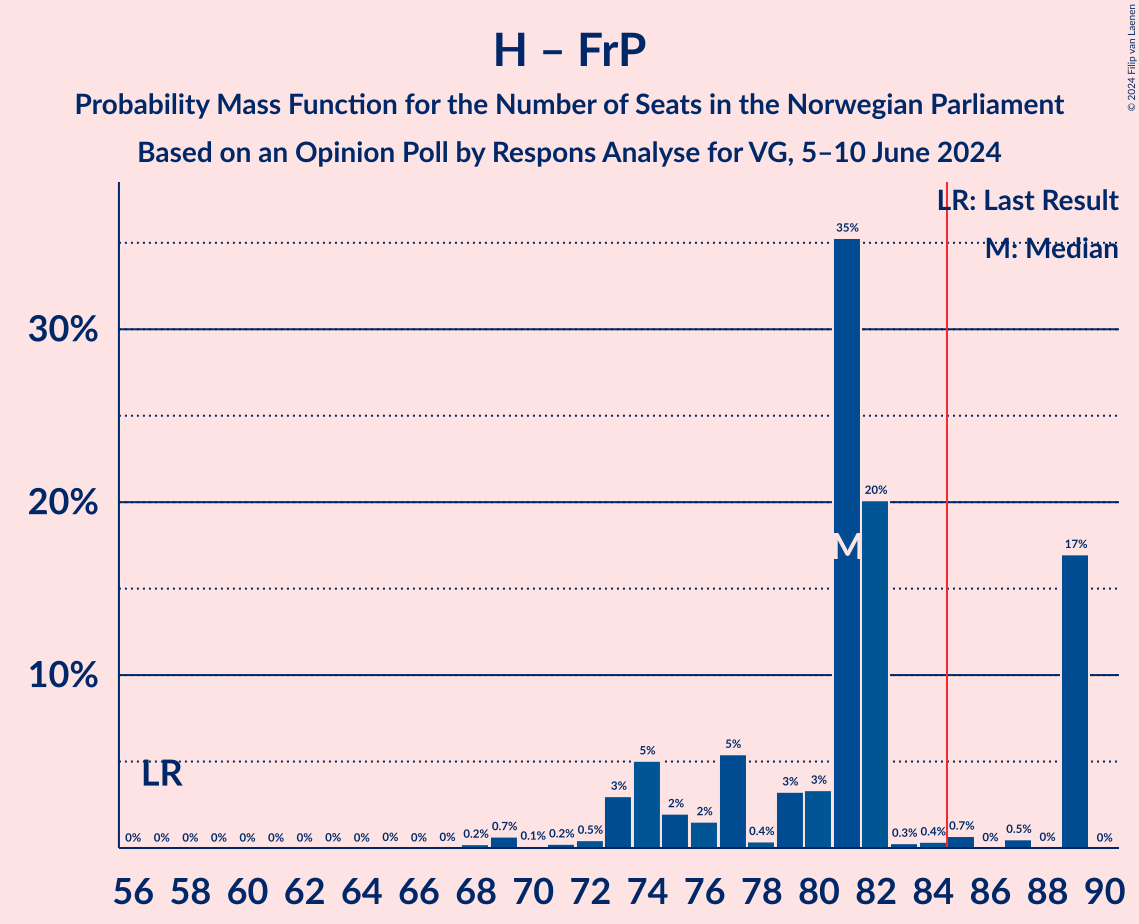 H – FrP
Probability Mass Function for the Number of Seats in the Norwegian Parliament
Based on an Opinion Poll by Respons Analyse for VG, 5–10 June 2024
© 2024 Filip van Laenen
LR: Last Result
M: Median
30%
20%
10%
LR
M
0% 0% 0% 0% 0% 0% 0% 0% 0% 0% 0% 0% 0.2% 0.7% 0.1% 0.2% 0.5% 3% 5% 2% 2% 5% 0.4% 3% 3% 35% 20% 0.3% 0.4% 0.7% 0% 0.5% 0% 17% 0%
56 58 60 62 64 66 68 70 72 74 76 78 80 82 84 86 88 90